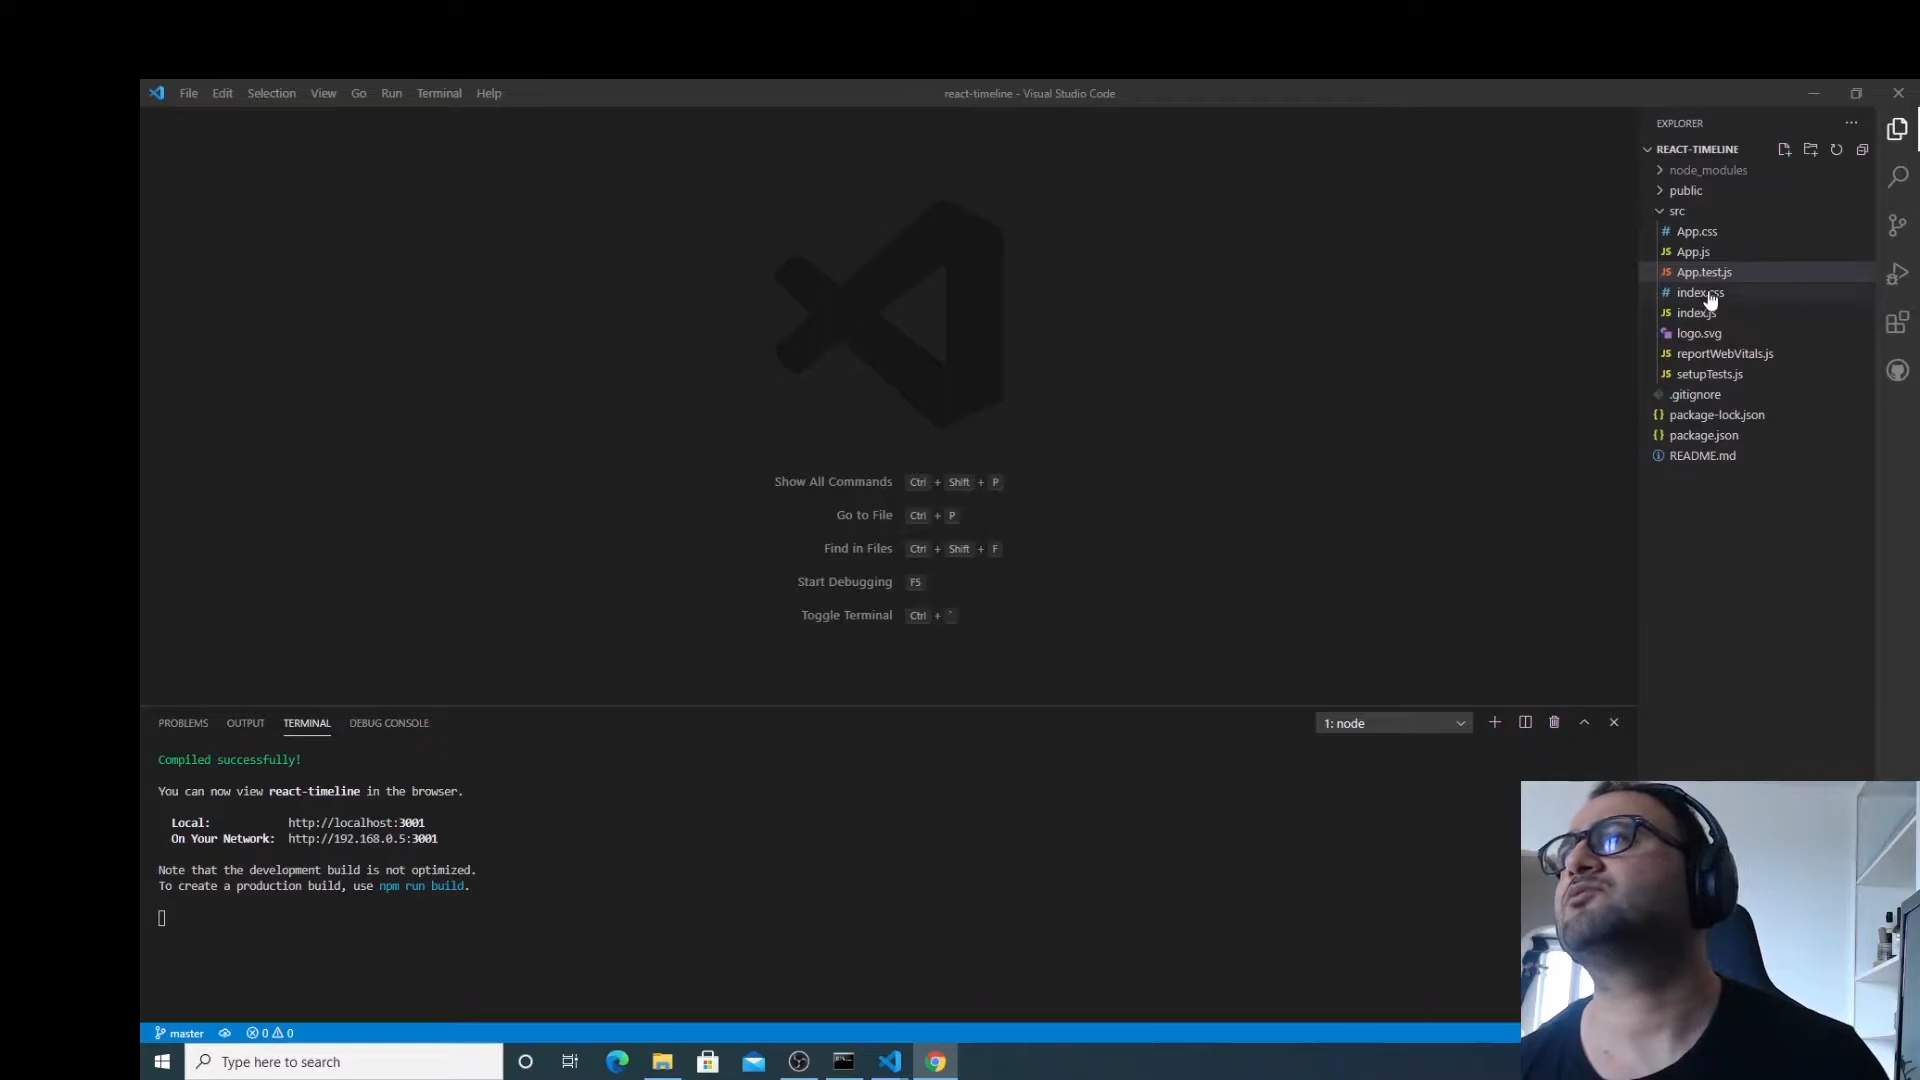 File Edit Selection View Go Run Terminal Help
react-timeline - Visual Studio Code
EXPLORER
REACT-TIMELINE
node_modules
public
src
# App.css
JS App.js
JS App.test.js
# index.css
JS index.js
logo.svg
JS reportWebVitals.js
JS setupTests.js
.gitignore
{} package-lock.json
{} package.json
README.md
Show All Commands Ctrl + Shift + P
Go to File Ctrl + P
Find in Files Ctrl + Shift + F
Start Debugging F5
Toggle Terminal Ctrl + `
PROBLEMS OUTPUT TERMINAL DEBUG CONSOLE
1: node
Compiled successfully!
You can now view react-timeline in the browser.
Local: http://localhost:3001
On Your Network: http://192.168.0.5:3001
Note that the development build is not optimized.
To create a production build, use npm run build.
master 0 0
Type here to search